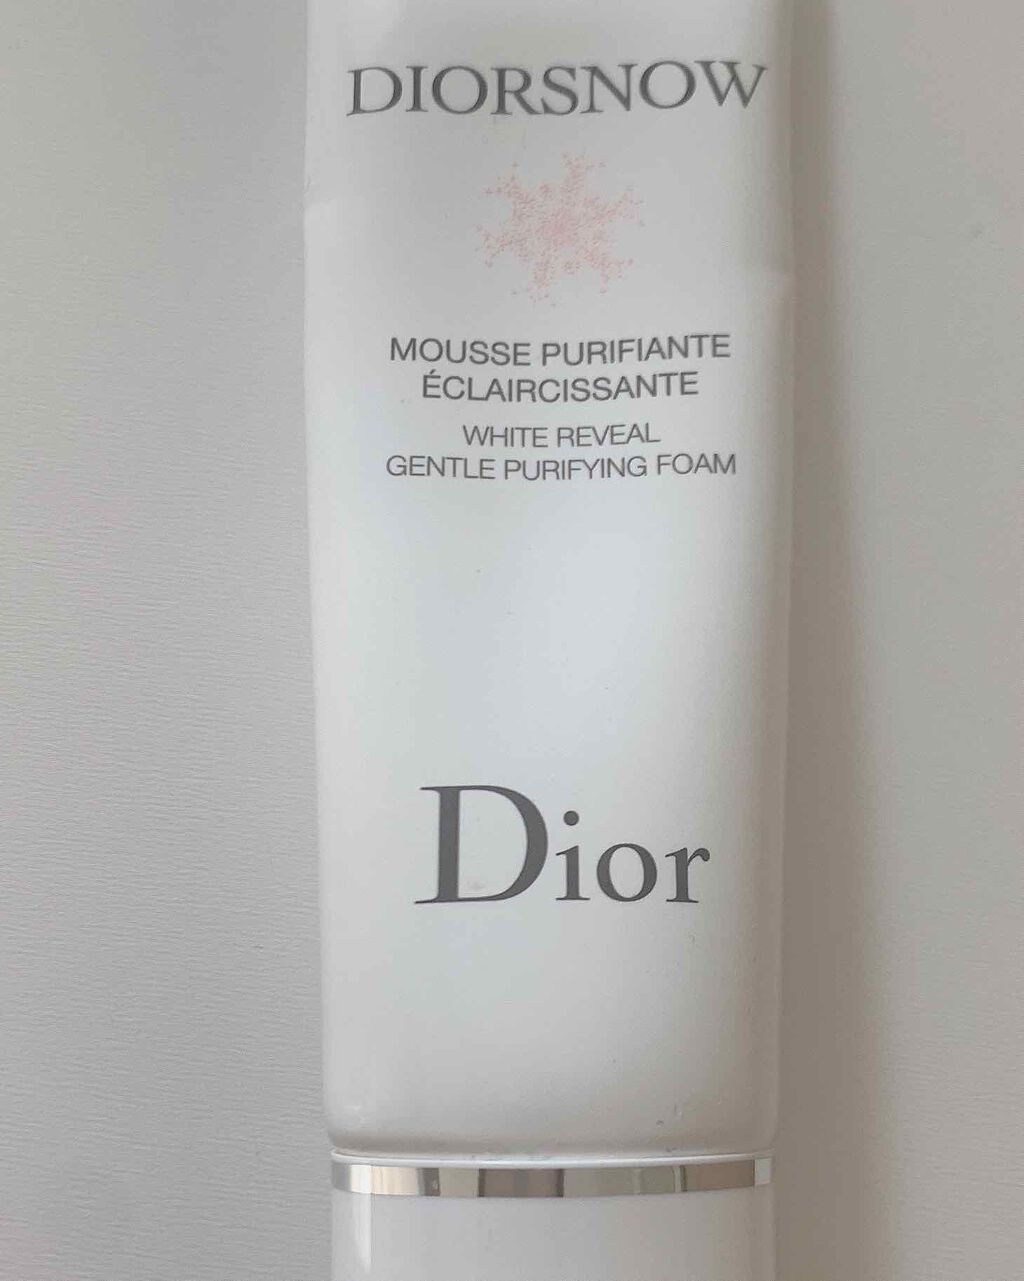 DIORSNOW
MOUSSE PURIFIANTE
ÉCLAIRCISSANTE
WHITE REVEAL
GENTLE PURIFYING FOAM
Dior